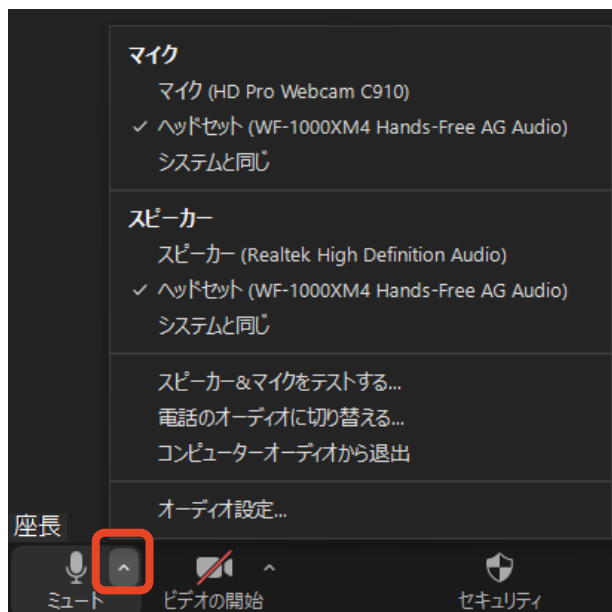 マイク
マイク (HD Pro Webcam C910)
✓ ヘッドセット (WF-1000XM4 Hands-Free AG Audio)
システムと同じ
スピーカー
スピーカー (Realtek High Definition Audio)
✓ ヘッドセット (WF-1000XM4 Hands-Free AG Audio)
システムと同じ
スピーカー&マイクをテストする...
電話のオーディオに切り替える...
コンピューターオーディオから退出
オーディオ設定...
座長
ミュート ビデオの開始 セキュリティ